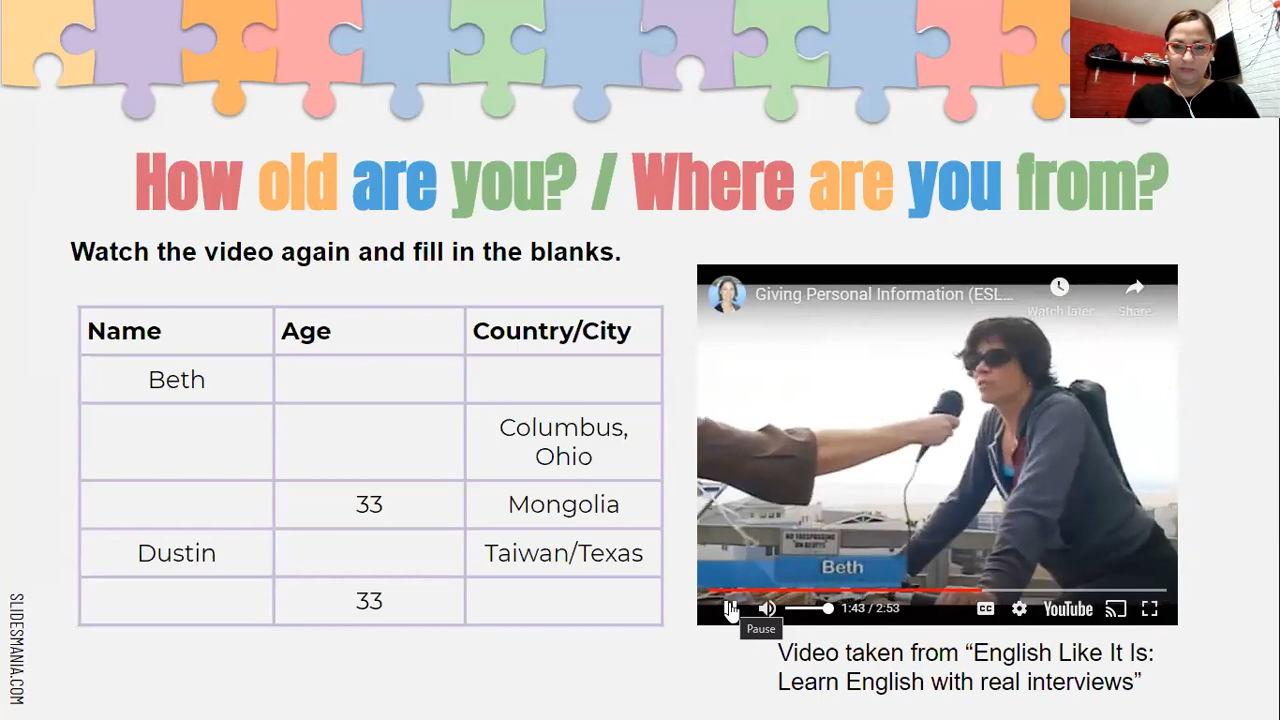 How old are you? / Where are you from?
Watch the video again and fill in the blanks.
Name Age Country/City
Beth
Columbus,
Ohio
33 Mongolia
Dustin Taiwan/Texas
33
Giving Personal Information (ESL...
Watch later Share
NO TRESPASSING
Beth
1:43 / 2:53
CC
YouTube
Pause
Video taken from “English Like It Is:
Learn English with real interviews”
SLIDESMANIA.COM